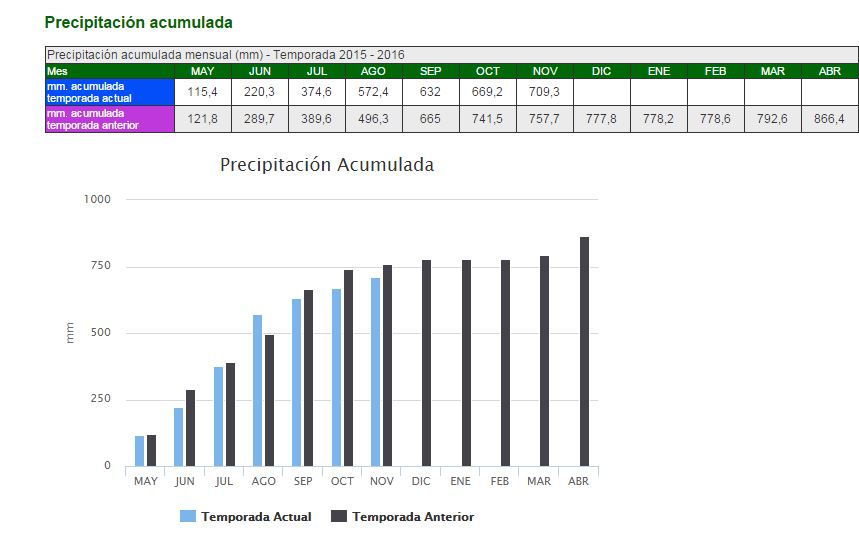 Precipitación acumulada
Precipitación acumulada mensual (mm) - Temporada 2015 - 2016
Mes MAY JUN JUL AGO SEP OCT NOV DIC ENE FEB MAR ABR
mm. acumulada
temporada actual 115,4 220,3 374,6 572,4 632 669,2 709,3
mm. acumulada
temporada anterior 121,8 289,7 389,6 496,3 665 741,5 757,7 777,8 778,2 778,6 792,6 866,4
Precipitación Acumulada
1000
750
500
250
0
mm
MAY JUN JUL AGO SEP OCT NOV DIC ENE FEB MAR ABR
Temporada Actual Temporada Anterior